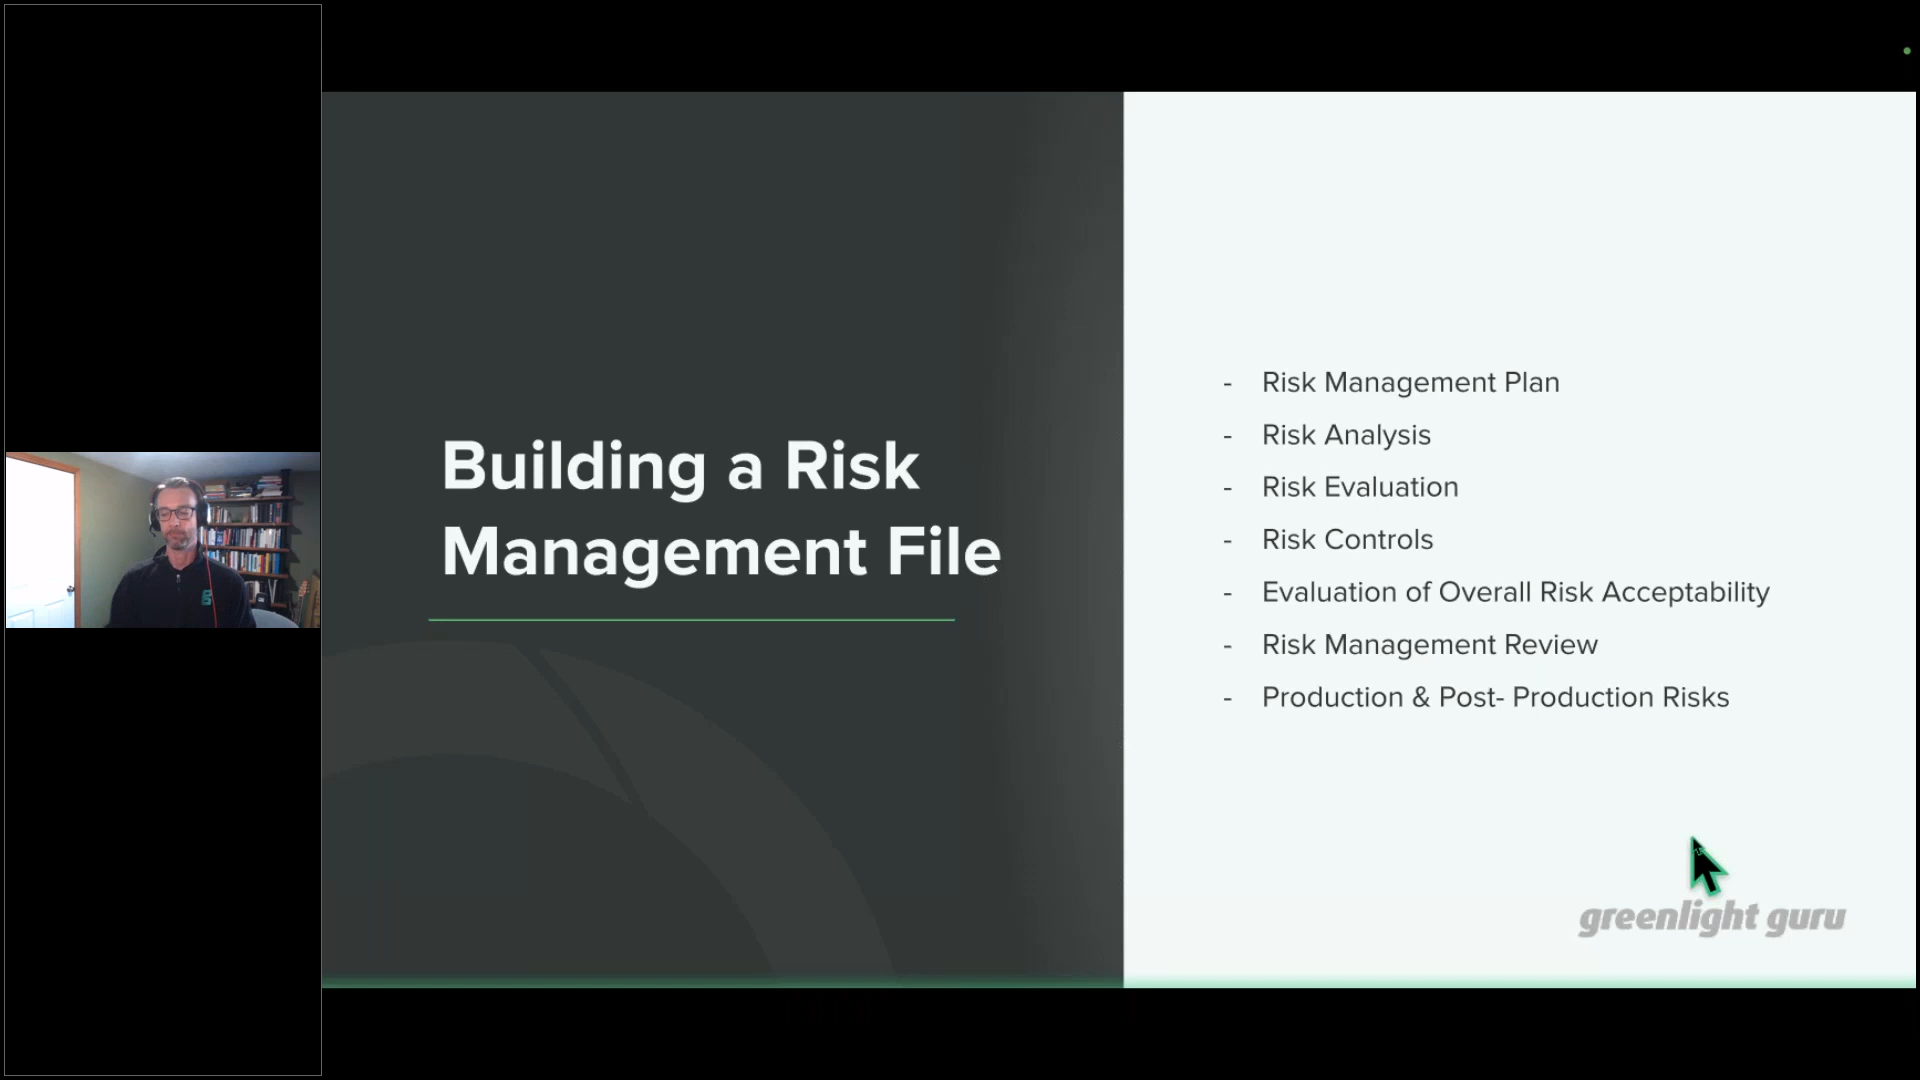 Building a Risk
Management File
- Risk Management Plan
- Risk Analysis
- Risk Evaluation
- Risk Controls
- Evaluation of Overall Risk Acceptability
- Risk Management Review
- Production & Post- Production Risks
greenlight guru